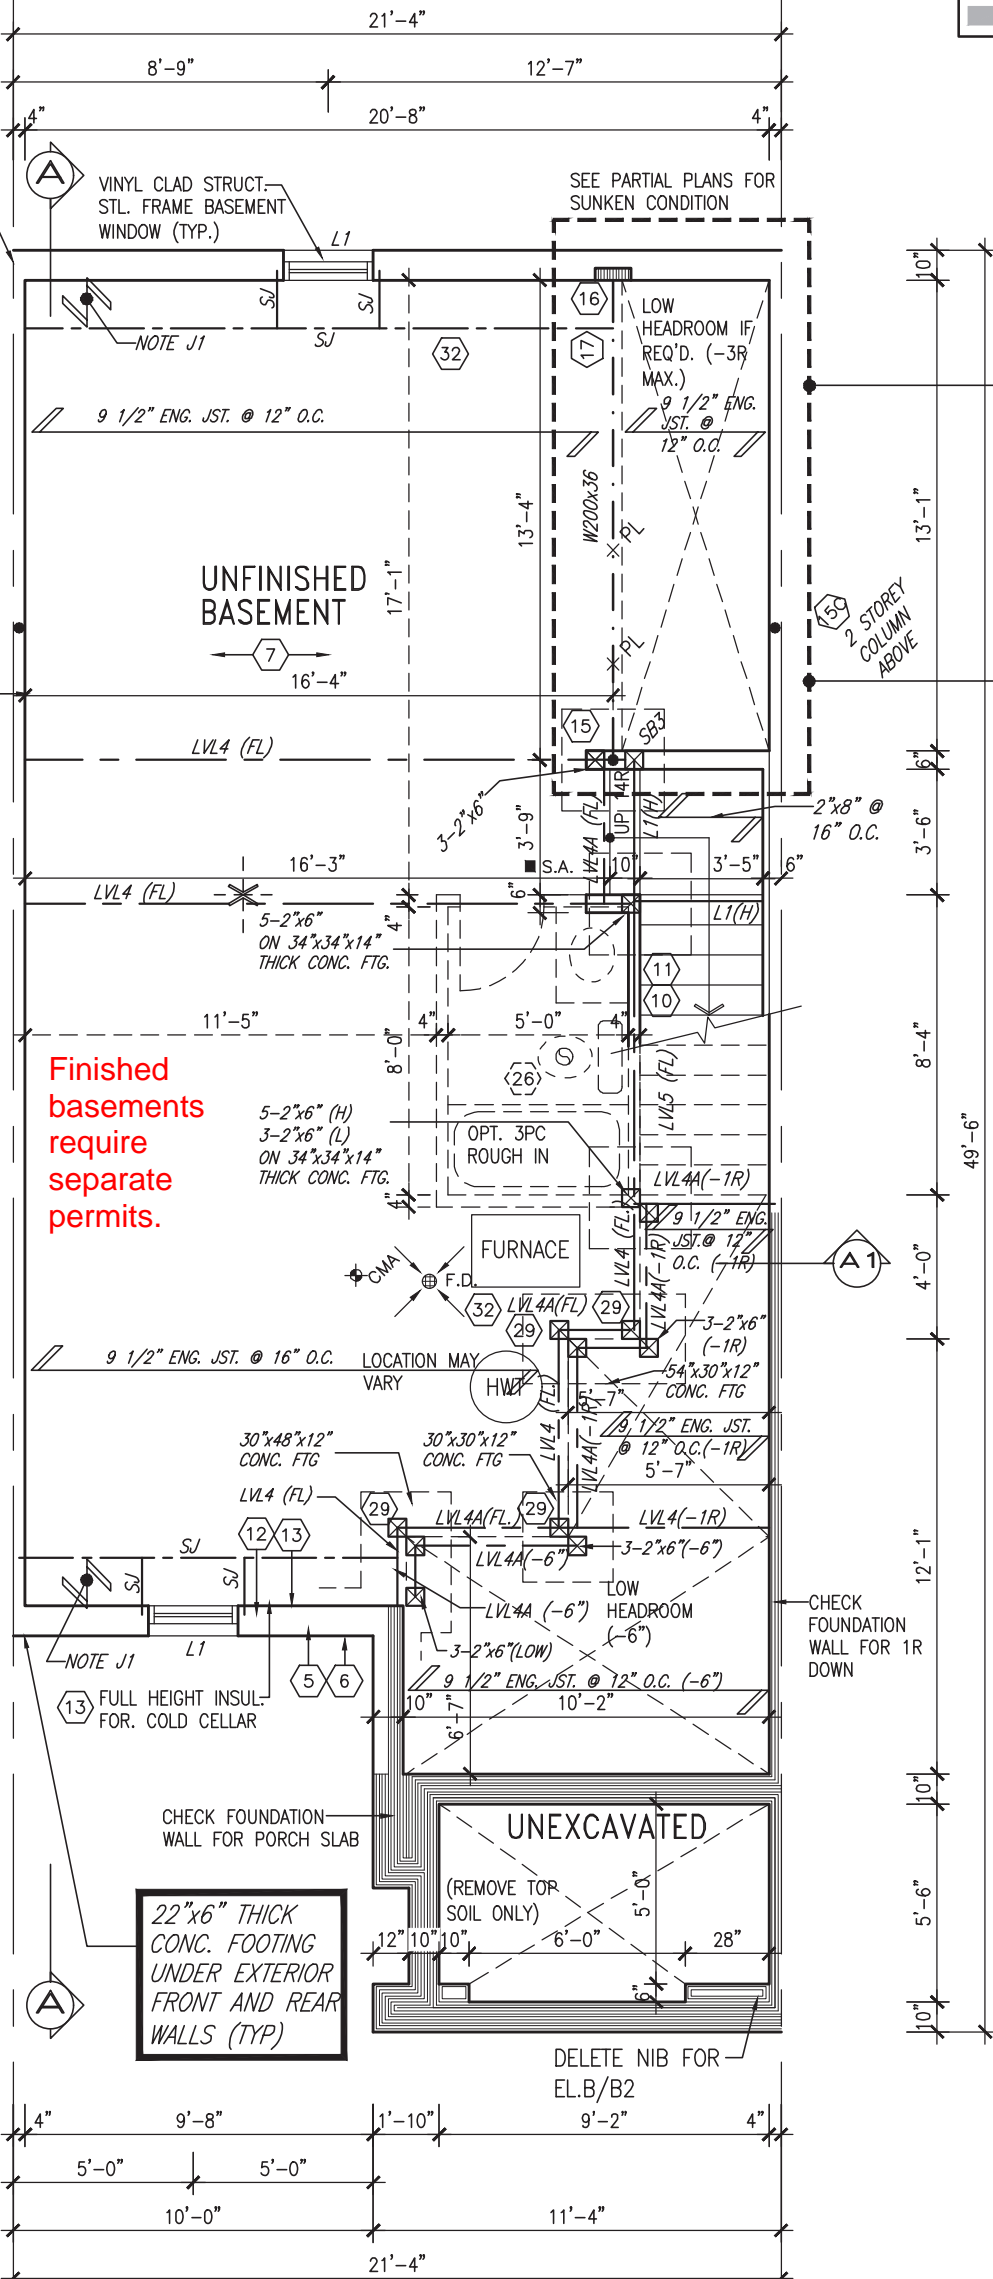 21'-4"
8'-9"
12'-7"
4"
20'-8"
4"
A
VINYL CLAD STRUCT.
STL. FRAME BASEMENT
WINDOW (TYP.)
SEE PARTIAL PLANS FOR
SUNKEN CONDITION
L1
10"
SJ
SJ
SJ
NOTE J1
32
16
17
LOW
HEADROOM IF
REQ'D. (-3R
MAX.)
9 1/2" ENG. JST. @ 12" O.C.
9 1/2" ENG.
JST. @
12" O.C.
W200x36
13'-4"
13'-1"
PL
UNFINISHED
BASEMENT
17'-1"
7
PL
15C
2 STOREY
COLUMN
ABOVE
16'-4"
15
SB3
LVL4 (FL)
6"
3-2"x6"
3'-9"
LVL4A (FL)
UP 14R
L1(H)
2"x8" @
16" O.C.
3'-6"
16'-3"
S.A.
10"
3'-5"
6"
LVL4 (FL)
6"
4"
L1(H)
5-2"x6"
ON 34"x34"x14"
THICK CONC. FTG.
11
10
11'-5"
4"
5'-0"
4"
8'-0"
8'-4"
26
LVL5 (FL)
Finished
basements
require
separate
permits.
5-2"x6" (H)
3-2"x6" (L)
ON 34"x34"x14"
THICK CONC. FTG.
OPT. 3PC
ROUGH IN
49'-6"
LVL4A(-1R)
4"
FURNACE
LVL4 (FL.)
LVL4A(-1R)
9 1/2" ENG.
JST.@ 12"
O.C. (-1R)
A1
4'-0"
CMA
F.D.
32
LVL4A(FL)
29
29
3-2"x6"
(-1R)
9 1/2" ENG. JST. @ 16" O.C.
LOCATION MAY
VARY
HWT
54"x30"x12"
CONC. FTG
5'-7"
LVL4 (FL.)
LVL4A(-1R)
9 1/2" ENG. JST.
@ 12" O.C.(-1R)
5'-7"
30"x48"x12"
CONC. FTG
30"x30"x12"
CONC. FTG
LVL4 (FL)
29
29
LVL4A(FL.)
LVL4(-1R)
12
13
SJ
LVL4A(-6")
3-2"x6"(-6")
SJ
SJ
12'-1"
LVL4A (-6")
LOW
HEADROOM
(-6")
CHECK
FOUNDATION
WALL FOR 1R
DOWN
NOTE J1
L1
5
6
3-2"x6"(LOW)
9 1/2" ENG. JST. @ 12" O.C. (-6")
13
FULL HEIGHT INSUL.
FOR. COLD CELLAR
10"
6'-7"
10'-2"
10"
CHECK FOUNDATION
WALL FOR PORCH SLAB
UNEXCAVATED
(REMOVE TOP
SOIL ONLY)
5'-0"
5'-6"
22"x6" THICK
CONC. FOOTING
UNDER EXTERIOR
FRONT AND REAR
WALLS (TYP)
12"
10"
10"
6'-0"
28"
6"
10"
A
DELETE NIB FOR
EL.B/B2
4"
9'-8"
1'-10"
9'-2"
4"
5'-0"
5'-0"
10'-0"
11'-4"
21'-4"